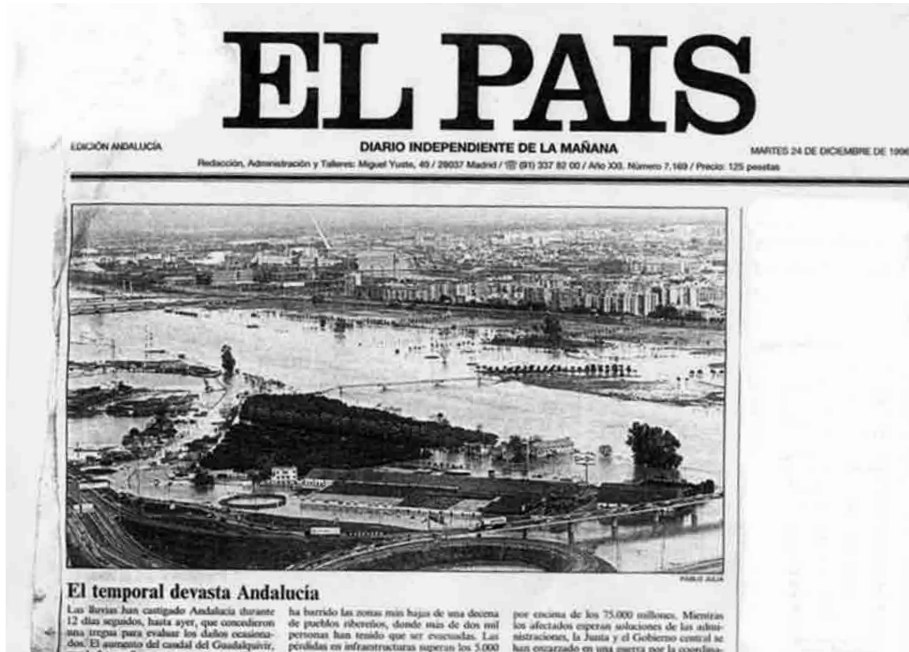 EL PAIS
EDICIÓN ANDALUCÍA
DIARIO INDEPENDIENTE DE LA MAÑANA
MARTES 24 DE DICIEMBRE DE 1996
Redacción, Administración y Talleres: Miguel Yuste, 40 / 28037 Madrid / ☏ (91) 337 82 00 / Año XXI. Número 7.169 / Precio: 125 pesetas
PABLO JULIÁ
El temporal devasta Andalucía
Las lluvias han castigado Andalucía durante
12 días seguidos, hasta ayer, que concedieron
una tregua para evaluar los daños ocasiona-
dos. El aumento del caudal del Guadalquivir,
ha barrido las zonas más bajas de una decena
de pueblos ribereños, donde más de dos mil
personas han tenido que ser evacuadas. Las
pérdidas en infraestructuras superan los 5.000
por encima de los 75.000 millones. Mientras
los afectados esperan soluciones de las admi-
nistraciones, la Junta y el Gobierno central se
han enzarzado en una guerra por la coordina-